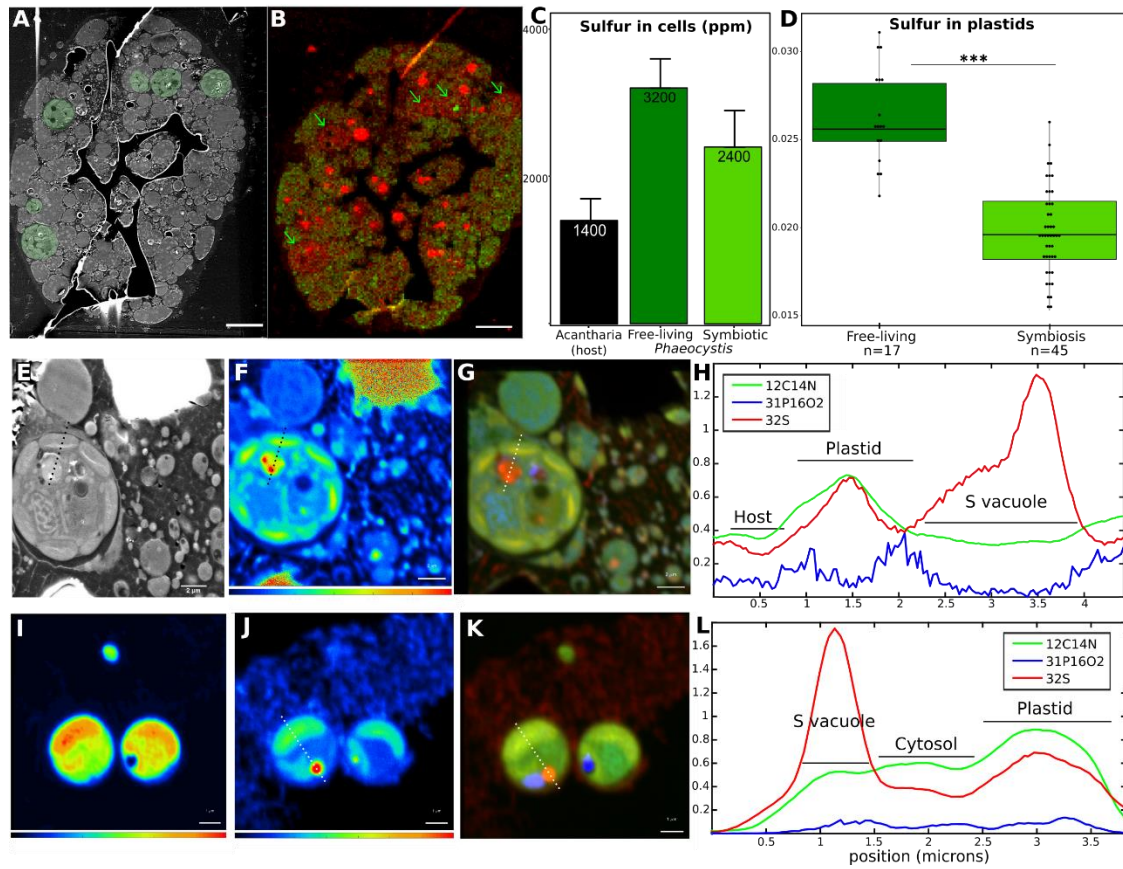 A
B
C
Sulfur in cells (ppm)
4000
2000
1400
3200
2400
Acantharia
(host)
Free-living
Symbiotic
Phaeocystis
D
Sulfur in plastids
0.030
0.025
0.020
0.015
***
Free-living
n=17
Symbiosis
n=45
E
2 µm
F
2 µm
G
2 µm
H
12C14N
31P16O2
32S
Plastid
Host
S vacuole
1.2
1
0.8
0.6
0.4
0.2
0.5
1
1.5
2
2.5
3
3.5
4
I
J
K
L
12C14N
31P16O2
32S
S vacuole
Cytosol
Plastid
1.6
1.4
1.2
1
0.8
0.6
0.4
0.2
0.5
1
1.5
2
2.5
3
3.5
position (microns)